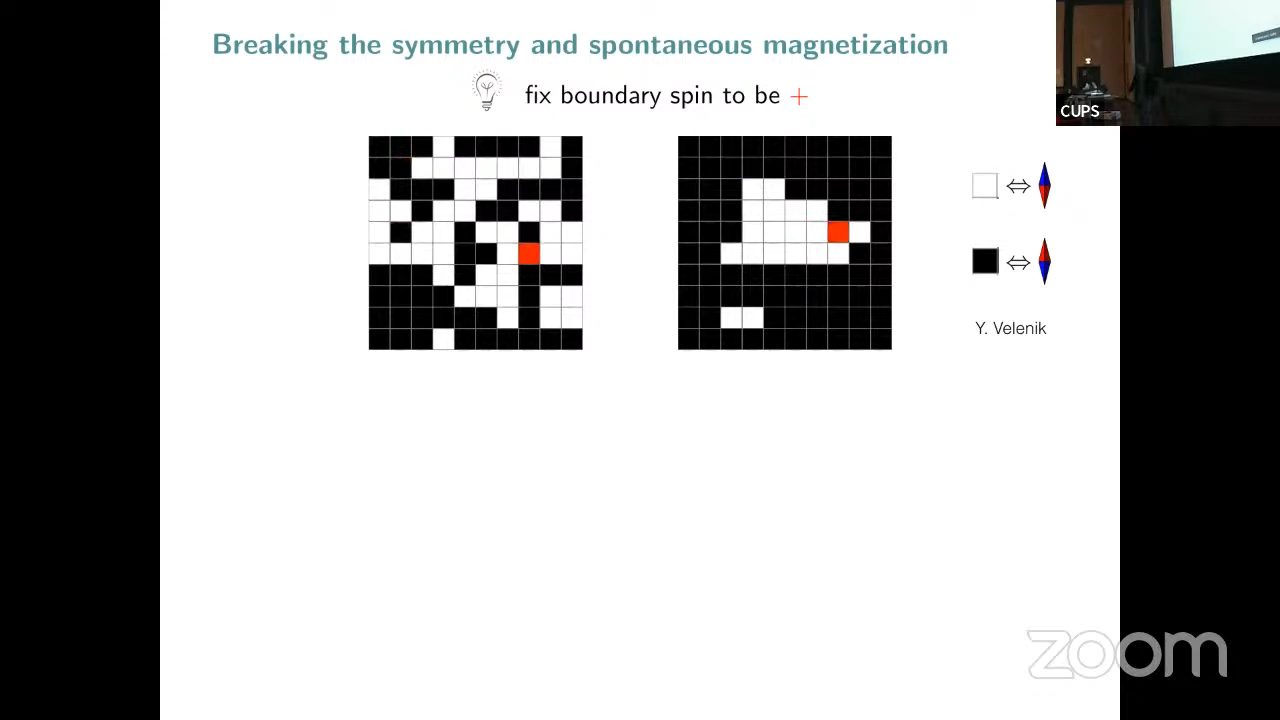 Breaking the symmetry and spontaneous magnetization
fix boundary spin to be +
CUPS
⇔
⇔
Y. Velenik
zoom